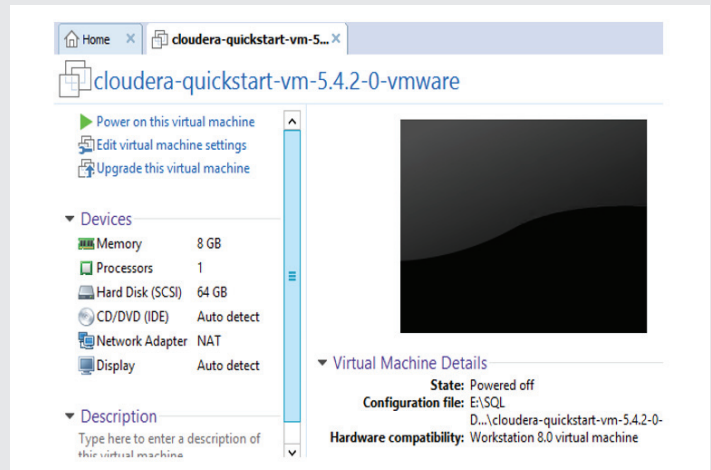 Home × cloudera-quickstart-vm-5... ×
cloudera-quickstart-vm-5.4.2-0-vmware
Power on this virtual machine
Edit virtual machine settings
Upgrade this virtual machine
Devices
Memory 8 GB
Processors 1
Hard Disk (SCSI) 64 GB
CD/DVD (IDE) Auto detect
Network Adapter NAT
Display Auto detect
Description
Type here to enter a description of
this virtual machine
Virtual Machine Details
State: Powered off
Configuration file: E:\SQL
D...\cloudera-quickstart-vm-5.4.2-0-
Hardware compatibility: Workstation 8.0 virtual machine